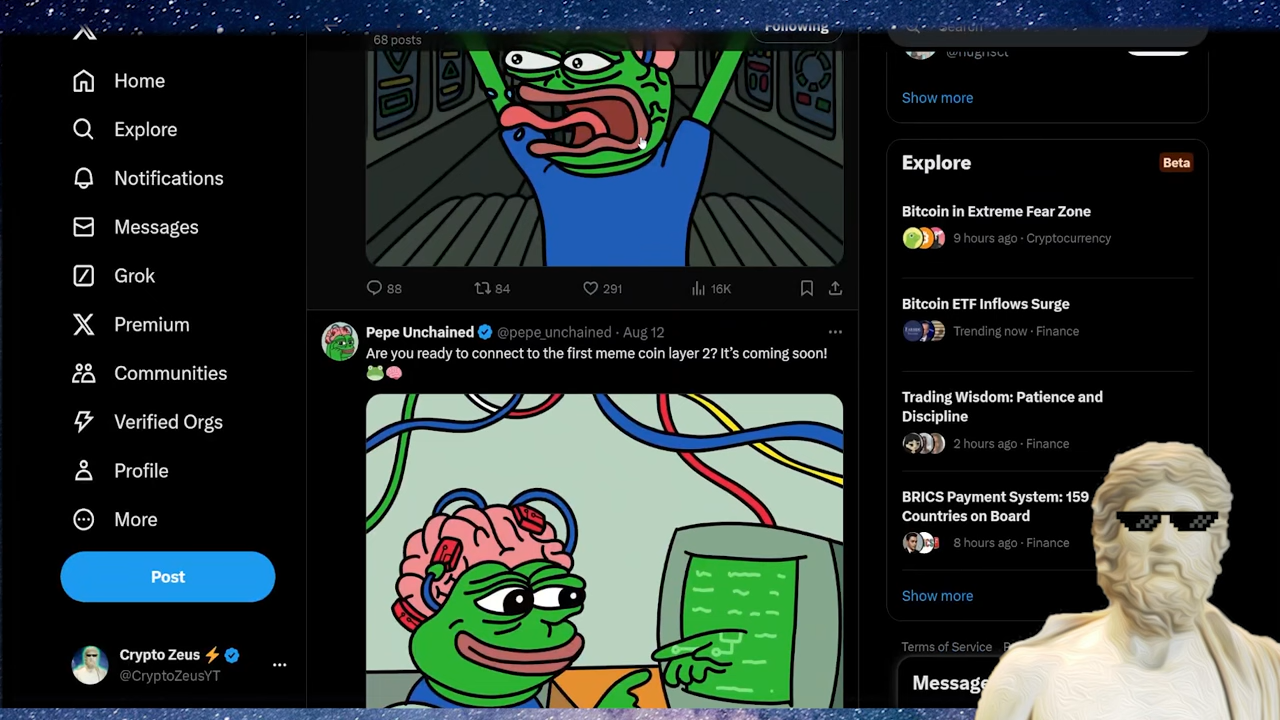 68 posts
Following
Home
Explore
Notifications
Messages
Grok
Premium
Communities
Verified Orgs
Profile
More
Post
Crypto Zeus ⚡
@CryptoZeusYT
88
84
291
16K
Pepe Unchained @pepe_unchained · Aug 12
Are you ready to connect to the first meme coin layer 2? It's coming soon!
🐸🧠
Search
Show more
Explore
Beta
Bitcoin in Extreme Fear Zone
9 hours ago · Cryptocurrency
Bitcoin ETF Inflows Surge
Trending now · Finance
Trading Wisdom: Patience and
Discipline
2 hours ago · Finance
BRICS Payment System: 159
Countries on Board
8 hours ago · Finance
Show more
Terms of Service